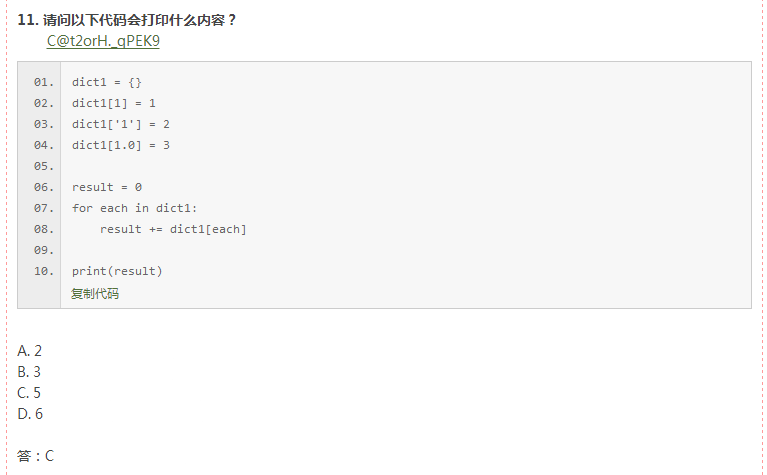 11. 请问以下代码会打印什么内容？
C@t2orH._qPEK9
01. dict1 = {}
02. dict1[1] = 1
03. dict1['1'] = 2
04. dict1[1.0] = 3
05.
06. result = 0
07. for each in dict1:
08.     result += dict1[each]
09.
10. print(result)
复制代码
A. 2
B. 3
C. 5
D. 6
答：C